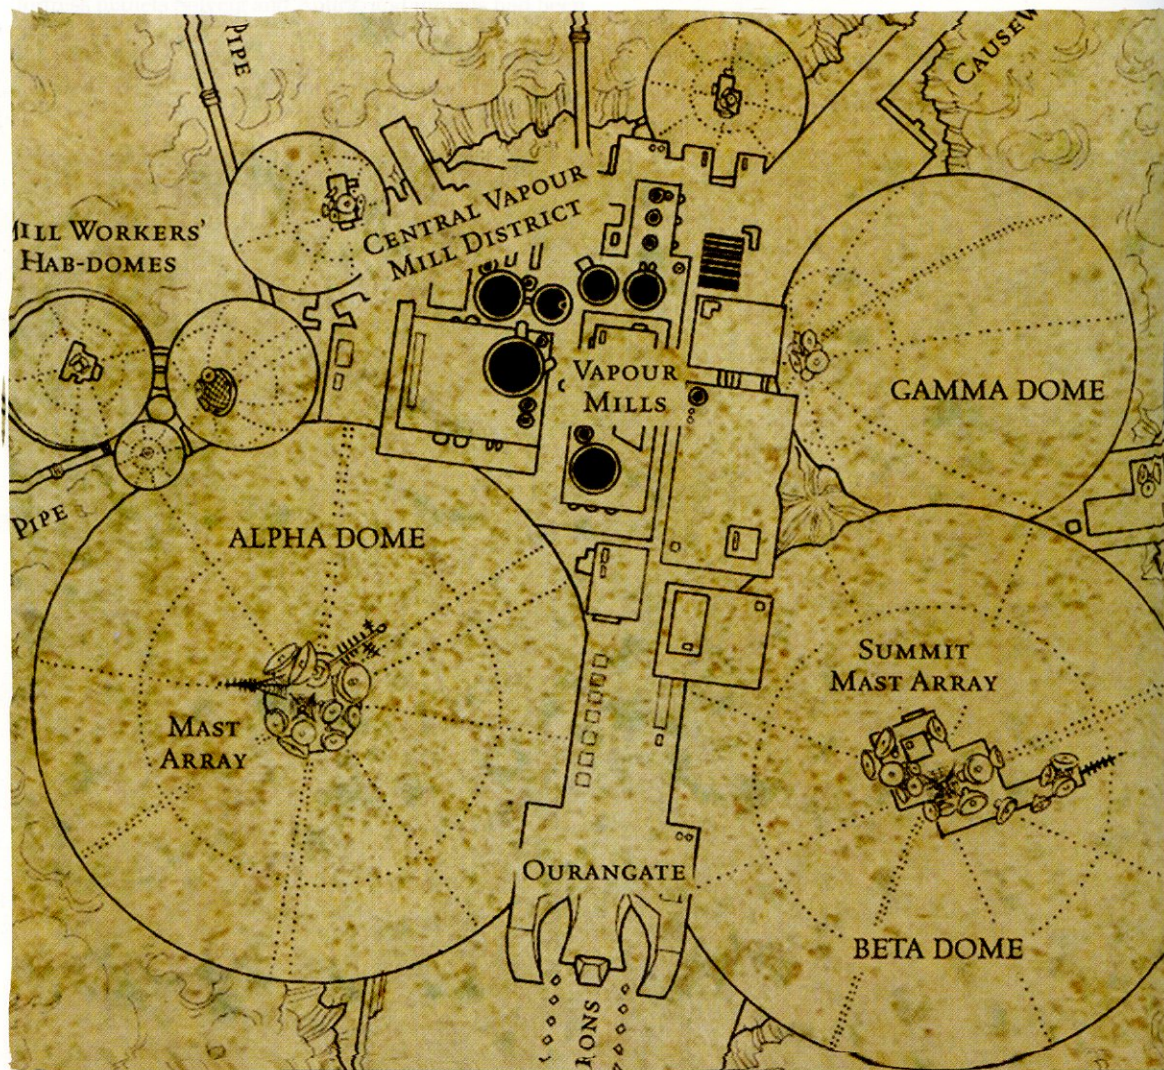 PIPE
CAUSEW
CENTRAL VAPOUR
MILL DISTRICT
ILL WORKERS'
HAB-DOMES
VAPOUR
MILLS
GAMMA DOME
PIPE
ALPHA DOME
SUMMIT
MAST ARRAY
MAST
ARRAY
OURANGATE
BETA DOME
RONS